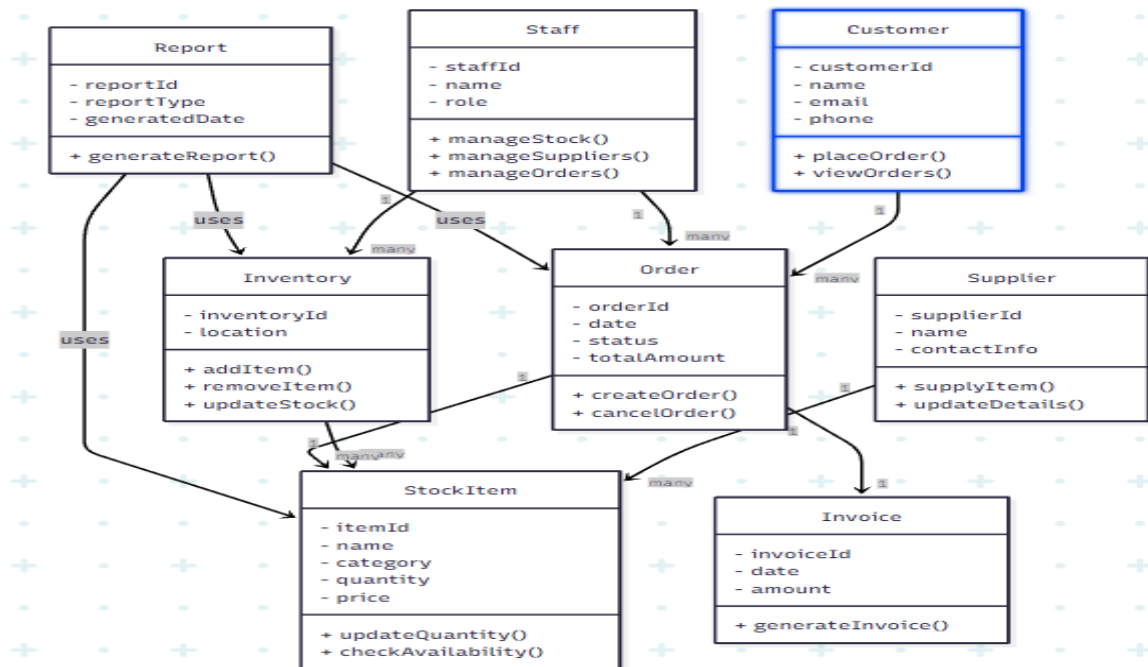 Report
- reportId
- reportType
- generatedDate
+ generateReport()
Staff
- staffId
- name
- role
+ manageStock()
+ manageSuppliers()
+ manageOrders()
Customer
- customerId
- name
- email
- phone
+ placeOrder()
+ viewOrders()
uses
1
uses
1
1
many
many
many
uses
Inventory
- inventoryId
- location
+ addItem()
+ removeItem()
+ updateStock()
Order
- orderId
- date
- status
- totalAmount
+ createOrder()
+ cancelOrder()
Supplier
- supplierId
- name
- contactInfo
+ supplyItem()
+ updateDetails()
1
1
1
1
many
many
1
StockItem
- itemId
- name
- category
- quantity
- price
+ updateQuantity()
+ checkAvailability()
Invoice
- invoiceId
- date
- amount
+ generateInvoice()